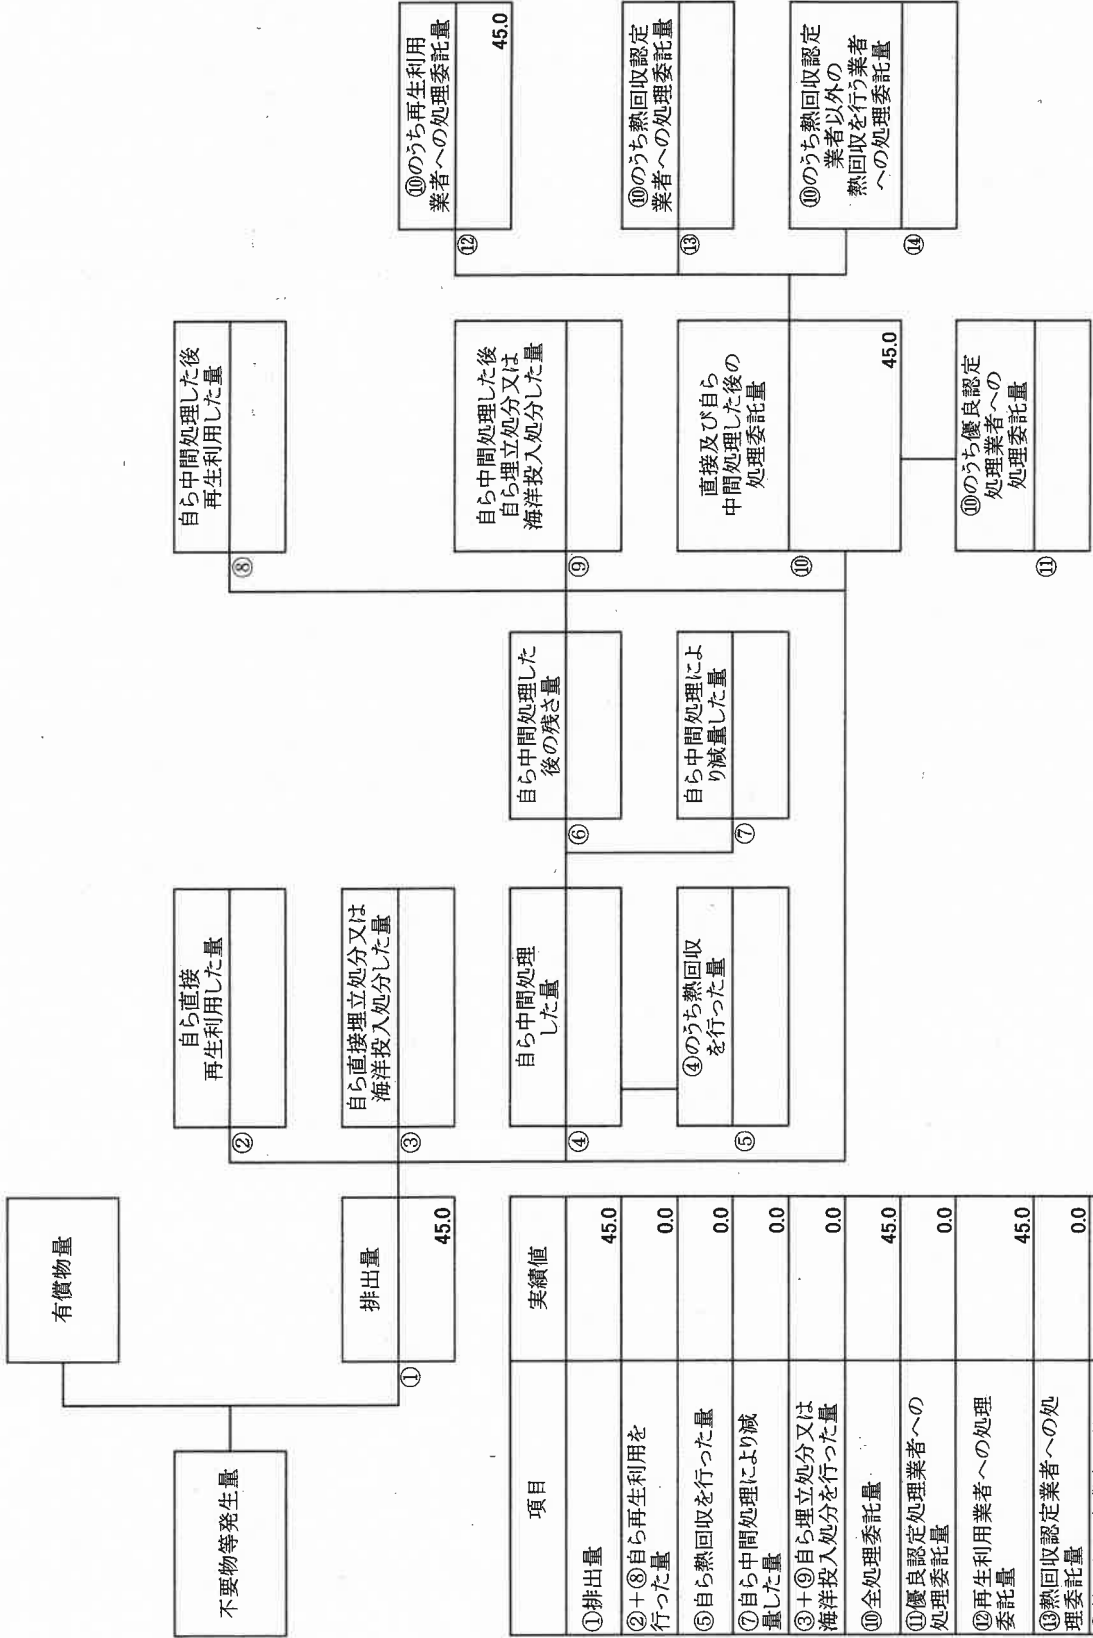 不要物等発生量
有償物量
排出量
①
45.0
自ら直接
再生利用した量
②
自ら直接埋立処分又は
海洋投入処分した量
③
自ら中間処理
した量
④
④のうち熱回収
を行った量
⑤
自ら中間処理した
後の残さ量
⑥
自ら中間処理によ
り減量した量
⑦
自ら中間処理した後
再生利用した量
⑧
自ら中間処理した後
自ら埋立処分又は
海洋投入処分した量
⑨
直接及び自ら
中間処理した後の
処理委託量
⑩
45.0
⑩のうち優良認定
処理業者への
処理委託量
⑪
⑩のうち再生利用
業者への処理委託量
⑫
45.0
⑩のうち熱回収認定
業者への処理委託量
⑬
⑩のうち熱回収認定
業者以外の
熱回収を行う業者
への処理委託量
⑭
項目 実績値
①排出量 45.0
②+⑧自ら再生利用を
行った量 0.0
⑤自ら熱回収を行った量 0.0
⑦自ら中間処理により減
量した量 0.0
③+⑨自ら埋立処分又は
海洋投入処分を行った量 0.0
⑩全処理委託量 45.0
⑪優良認定処理業者への
処理委託量 0.0
⑫再生利用業者への処理
委託量 45.0
⑬熱回収認定業者への処
理委託量 0.0